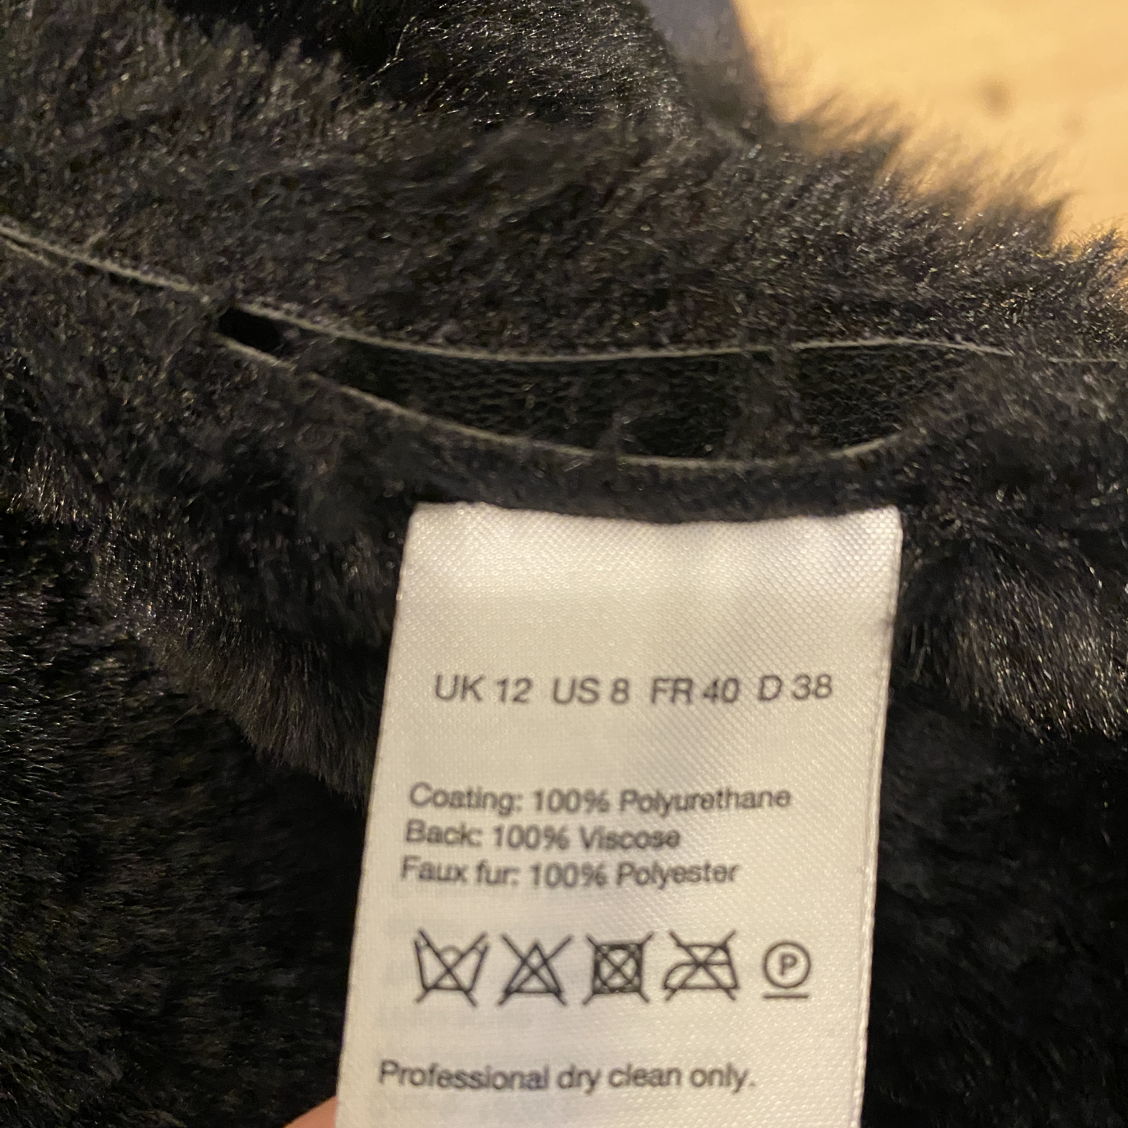 UK 12 US 8 FR 40 D 38
Coating: 100% Polyurethane
Back: 100% Viscose
Faux fur: 100% Polyester
P
Professional dry clean only.